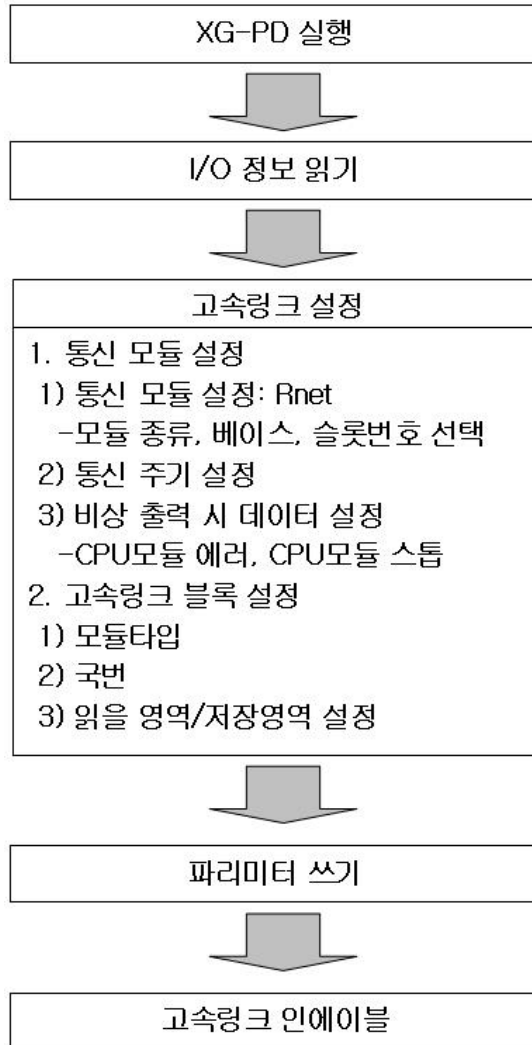 XG-PD 실행
I/O 정보 읽기
고속링크 설정
1. 통신 모듈 설정
1) 통신 모듈 설정: Rnet
-모듈 종류, 베이스, 슬롯번호 선택
2) 통신 주기 설정
3) 비상 출력 시 데이터 설정
-CPU모듈 에러, CPU모듈 스톱
2. 고속링크 블록 설정
1) 모듈타입
2) 국번
3) 읽을 영역/저장영역 설정
파리미터 쓰기
고속링크 인에이블